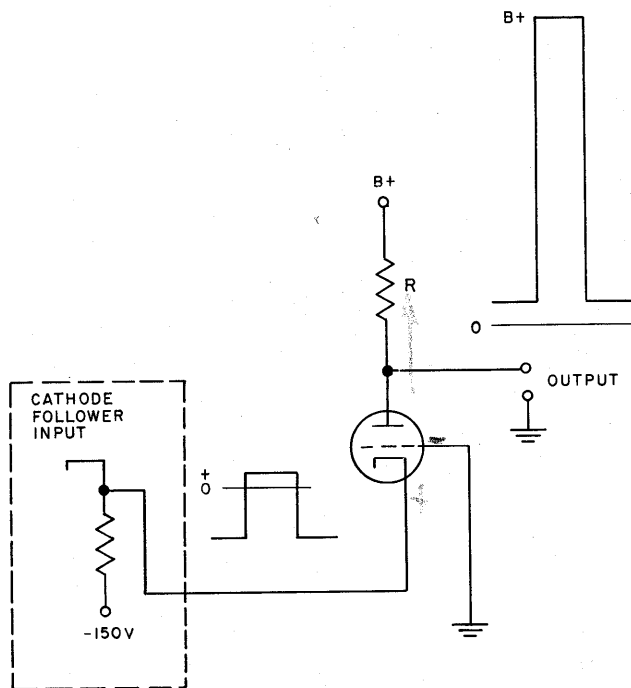 B+
B+
R
0
OUTPUT
CATHODE
FOLLOWER
INPUT
+
0
-150V